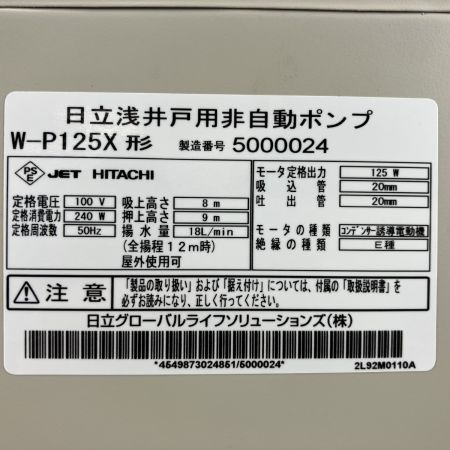 日立浅井戸用非自動ポンプ
W-P125X 形 製造番号 5000024
PS E JET HITACHI
定格電圧 100 V 吸上高さ 8 m
定格消費電力 240 W 押上高さ 9 m
定格周波数 50Hz 揚水量 18L/min
(全揚程12m時)
屋外使用可
モータ定格出力 125 W
吸込管 20mm
吐出管 20mm
モータの種類 コンデンサー誘導電動機
絶縁の種類 E種
注意 「製品の取り扱い」および「据え付け」については、付属の「取扱説明書」を
必ずお読みになり、正しくご使用ください。
日立グローバルライフソリューションズ(株)
*4549873024851/5000024*
2L92M0110A